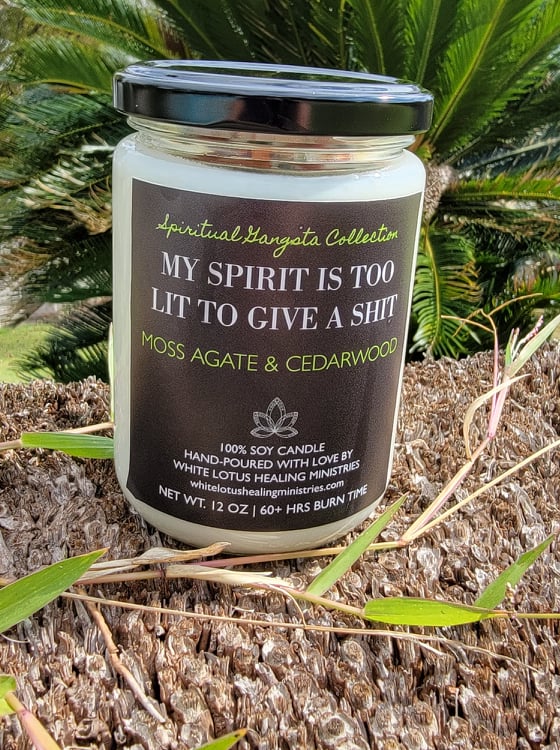 Spiritual Gangsta Collection
MY SPIRIT IS TOO
LIT TO GIVE A SHIT
MOSS AGATE & CEDARWOOD
100% SOY CANDLE
HAND-POURED WITH LOVE BY
WHITE LOTUS HEALING MINISTRIES
whitelotushealingministries.com
NET WT. 12 OZ | 60+ HRS BURN TIME